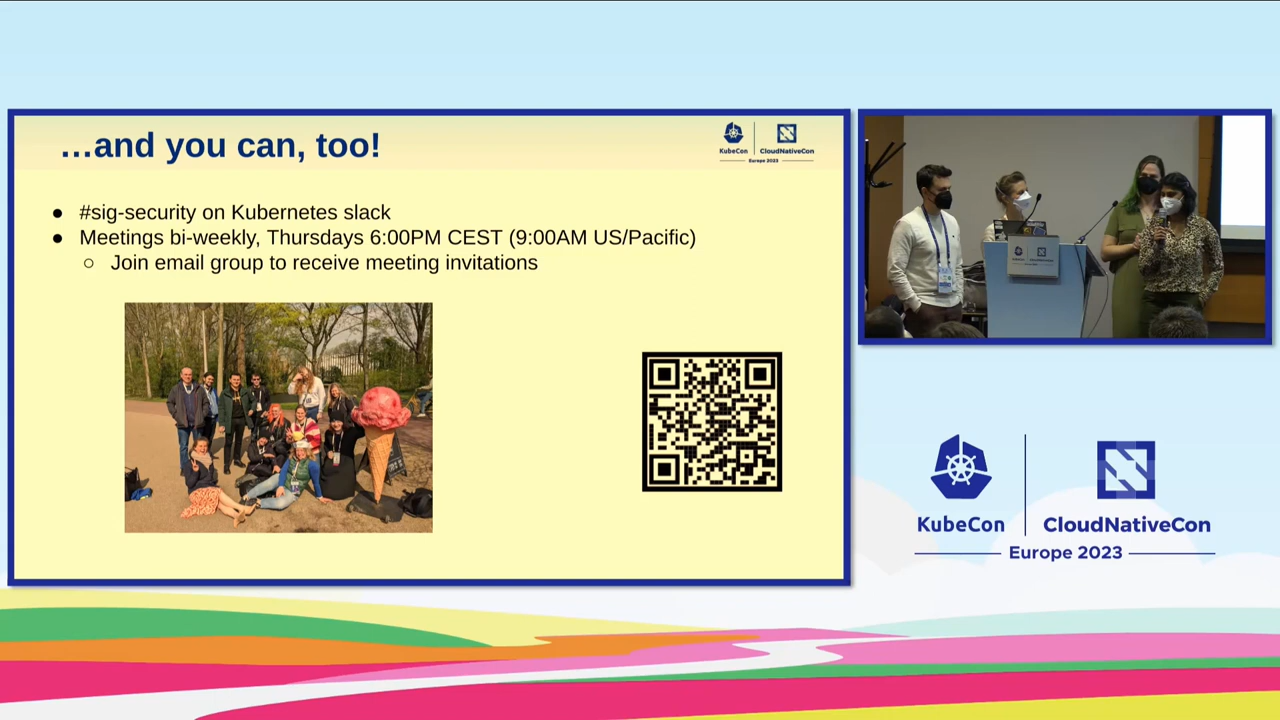 …and you can, too!
KubeCon
CloudNativeCon
Europe 2023
● #sig-security on Kubernetes slack
● Meetings bi-weekly, Thursdays 6:00PM CEST (9:00AM US/Pacific)
○ Join email group to receive meeting invitations
KubeCon
CloudNativeCon
Europe 2023